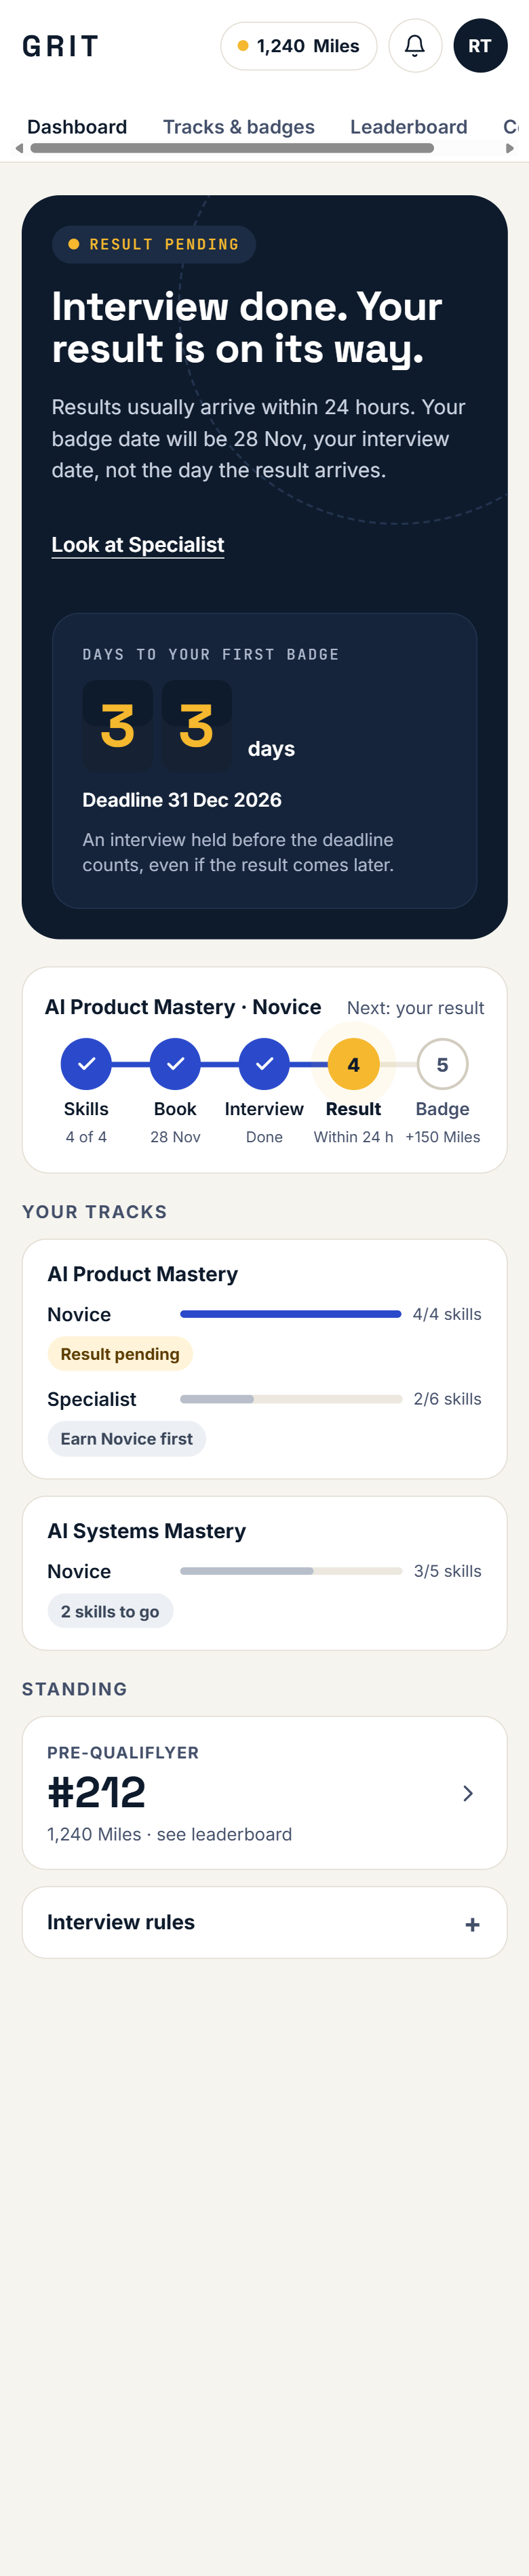 GRIT
1,240 Miles
RT
Dashboard
Tracks & badges
Leaderboard
RESULT PENDING
Interview done. Your
result is on its way.
Results usually arrive within 24 hours. Your
badge date will be 28 Nov, your interview
date, not the day the result arrives.
Look at Specialist
DAYS TO YOUR FIRST BADGE
33 days
Deadline 31 Dec 2026
An interview held before the deadline
counts, even if the result comes later.
AI Product Mastery · Novice
Next: your result
4
5
Skills
Book
Interview
Result
Badge
4 of 4
28 Nov
Done
Within 24 h
+150 Miles
YOUR TRACKS
AI Product Mastery
Novice
4/4 skills
Result pending
Specialist
2/6 skills
Earn Novice first
AI Systems Mastery
Novice
3/5 skills
2 skills to go
STANDING
PRE-QUALIFLYER
#212
1,240 Miles · see leaderboard
Interview rules
+